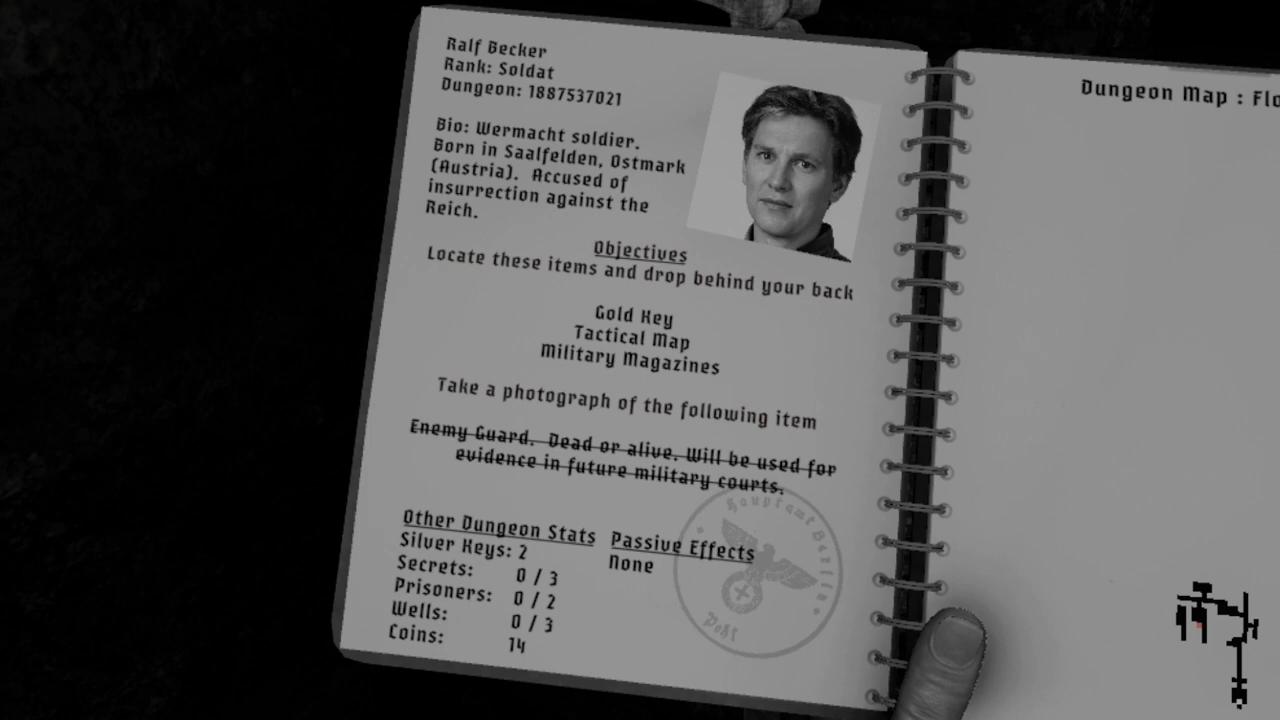 Ralf Becker
Rank: Soldat
Dungeon: 1887537021
Bio: Wermacht soldier.
Born in Saalfelden, Ostmark
(Austria). Accused of
insurrection against the
Reich.
Objectives
Locate these items and drop behind your back
Gold Key
Tactical Map
Military Magazines
Take a photograph of the following item
Enemy Guard. Dead or alive. Will be used for
evidence in future military courts.
Other Dungeon Stats
Silver Keys: 2
Secrets: 0 / 3
Prisoners: 0 / 2
Wells: 0 / 3
Coins: 14
Passive Effects
None
Hauptamt Berlin
Dungeon Map : Flo